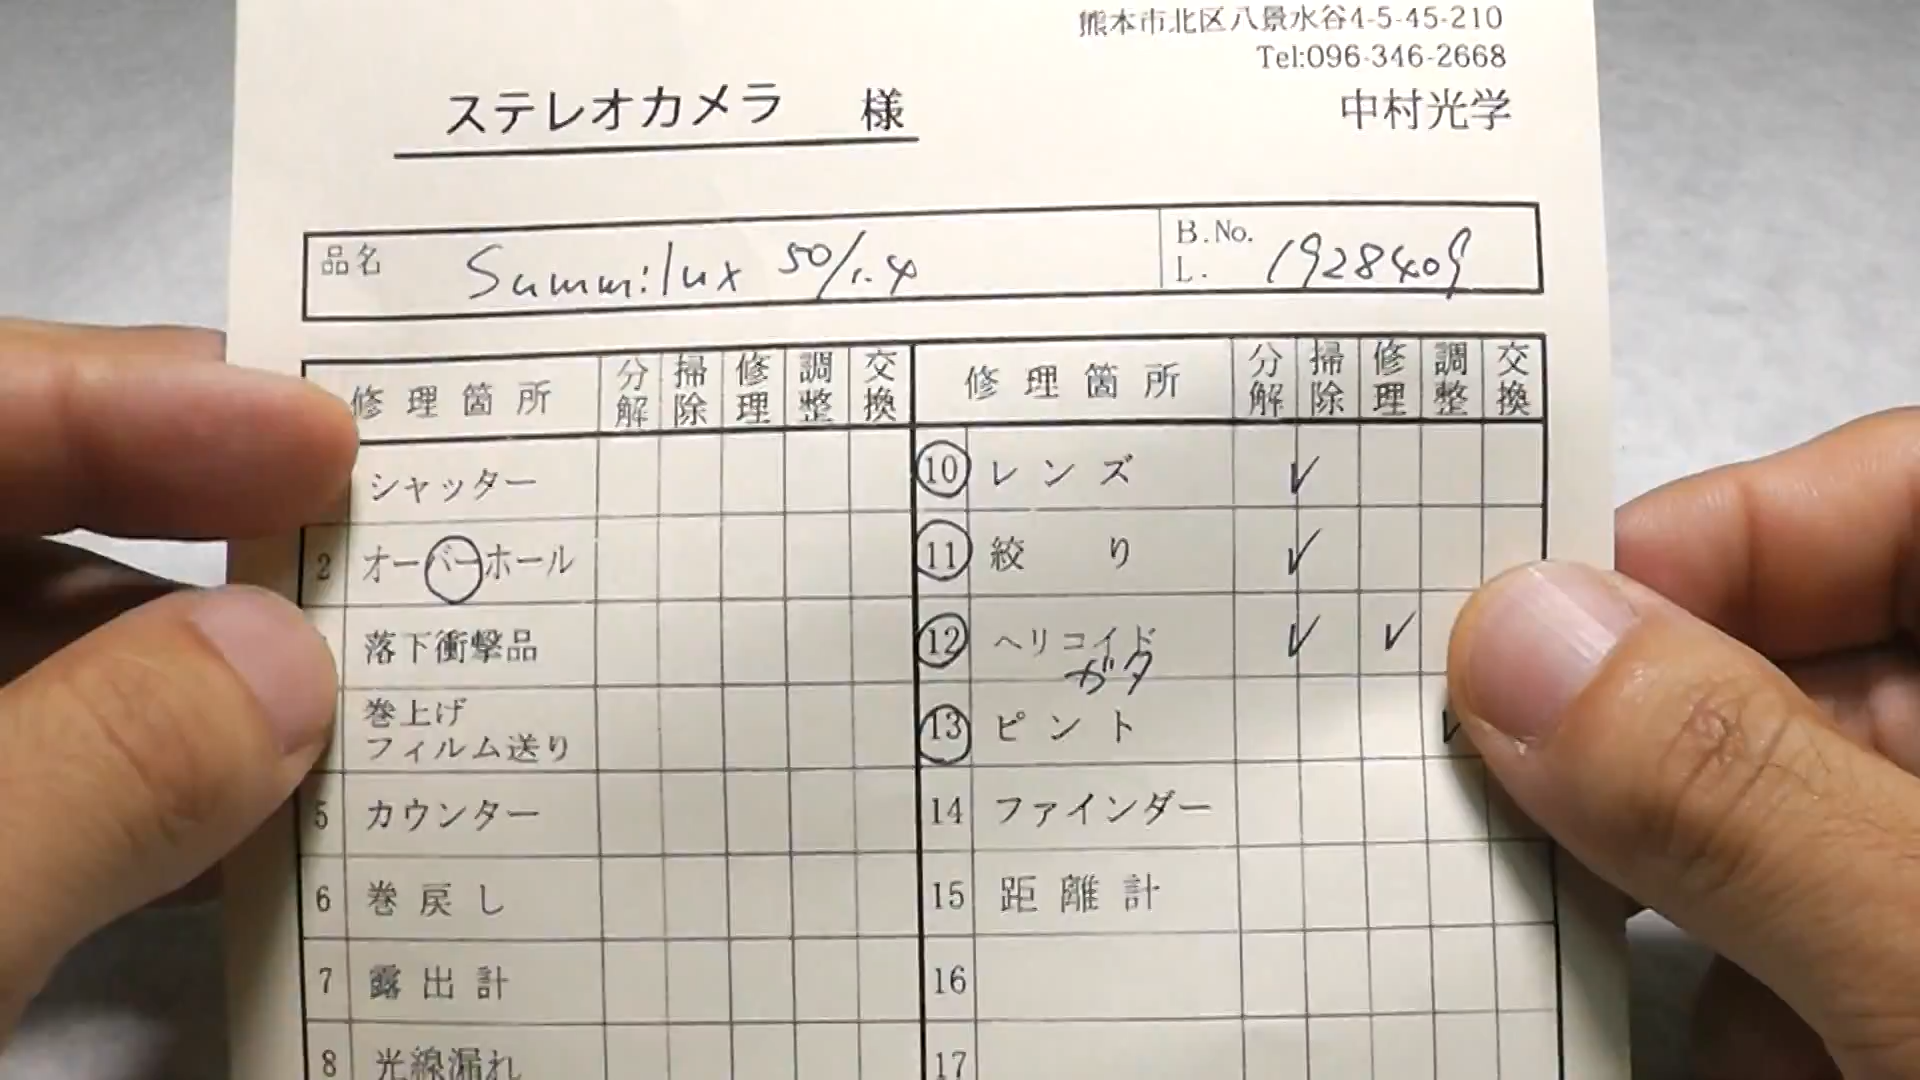 熊本市北区八景水谷4-5-45-210
Tel:096-346-2668
ステレオカメラ 様
中村光学
品名 Summilux 50/1.4 B.No. L. 1928409
修理箇所 分解 掃除 修理 調整 交換 修理箇所 分解 掃除 修理 調整 交換
シャッター ⑩ レンズ ✓
2 オーバーホール ⑪ 絞り ✓
落下衝撃品 ⑫ ヘリコイド ✓ ✓
ガタ
巻上げ
フィルム送り ⑬ ピント ✓
5 カウンター 14 ファインダー
6 巻戻し 15 距離計
7 露出計 16
8 光線漏れ 17